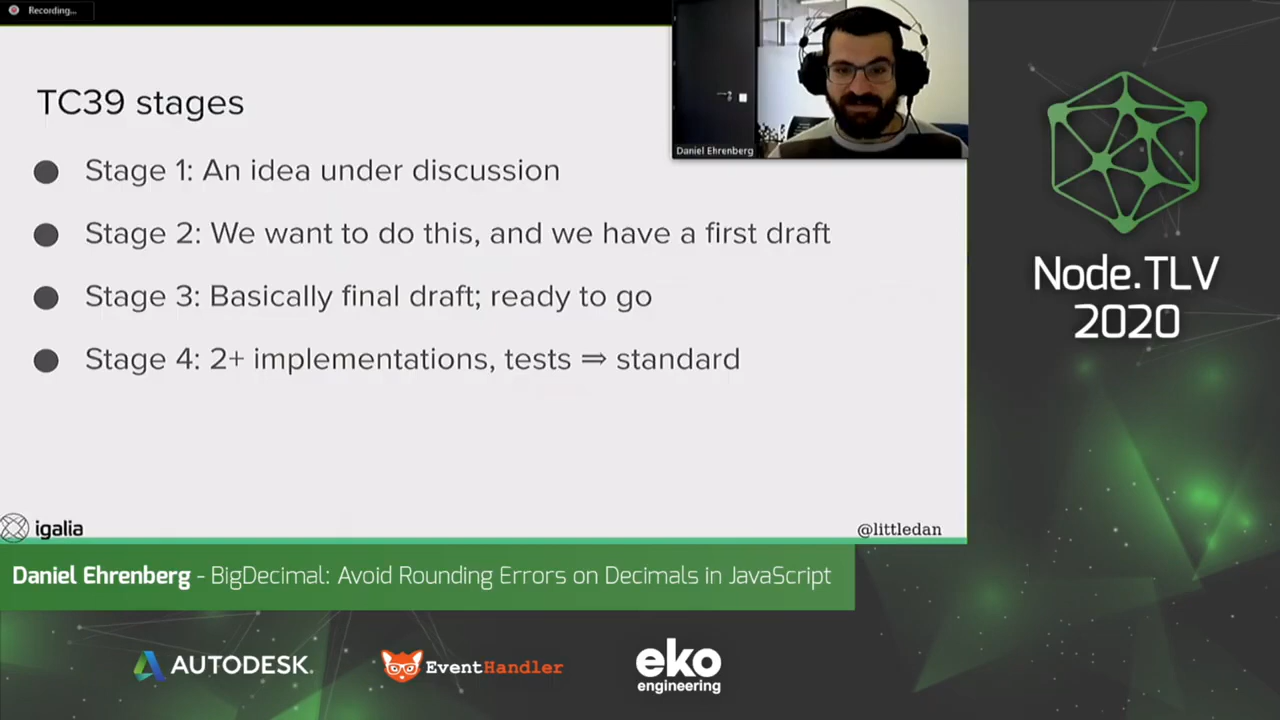 Recording...
TC39 stages
Stage 1: An idea under discussion
Stage 2: We want to do this, and we have a first draft
Stage 3: Basically final draft; ready to go
Stage 4: 2+ implementations, tests ⇒ standard
Daniel Ehrenberg
Node.TLV
2020
igalia
@littledan
Daniel Ehrenberg - BigDecimal: Avoid Rounding Errors on Decimals in JavaScript
AUTODESK.
EventHandler
eko
engineering